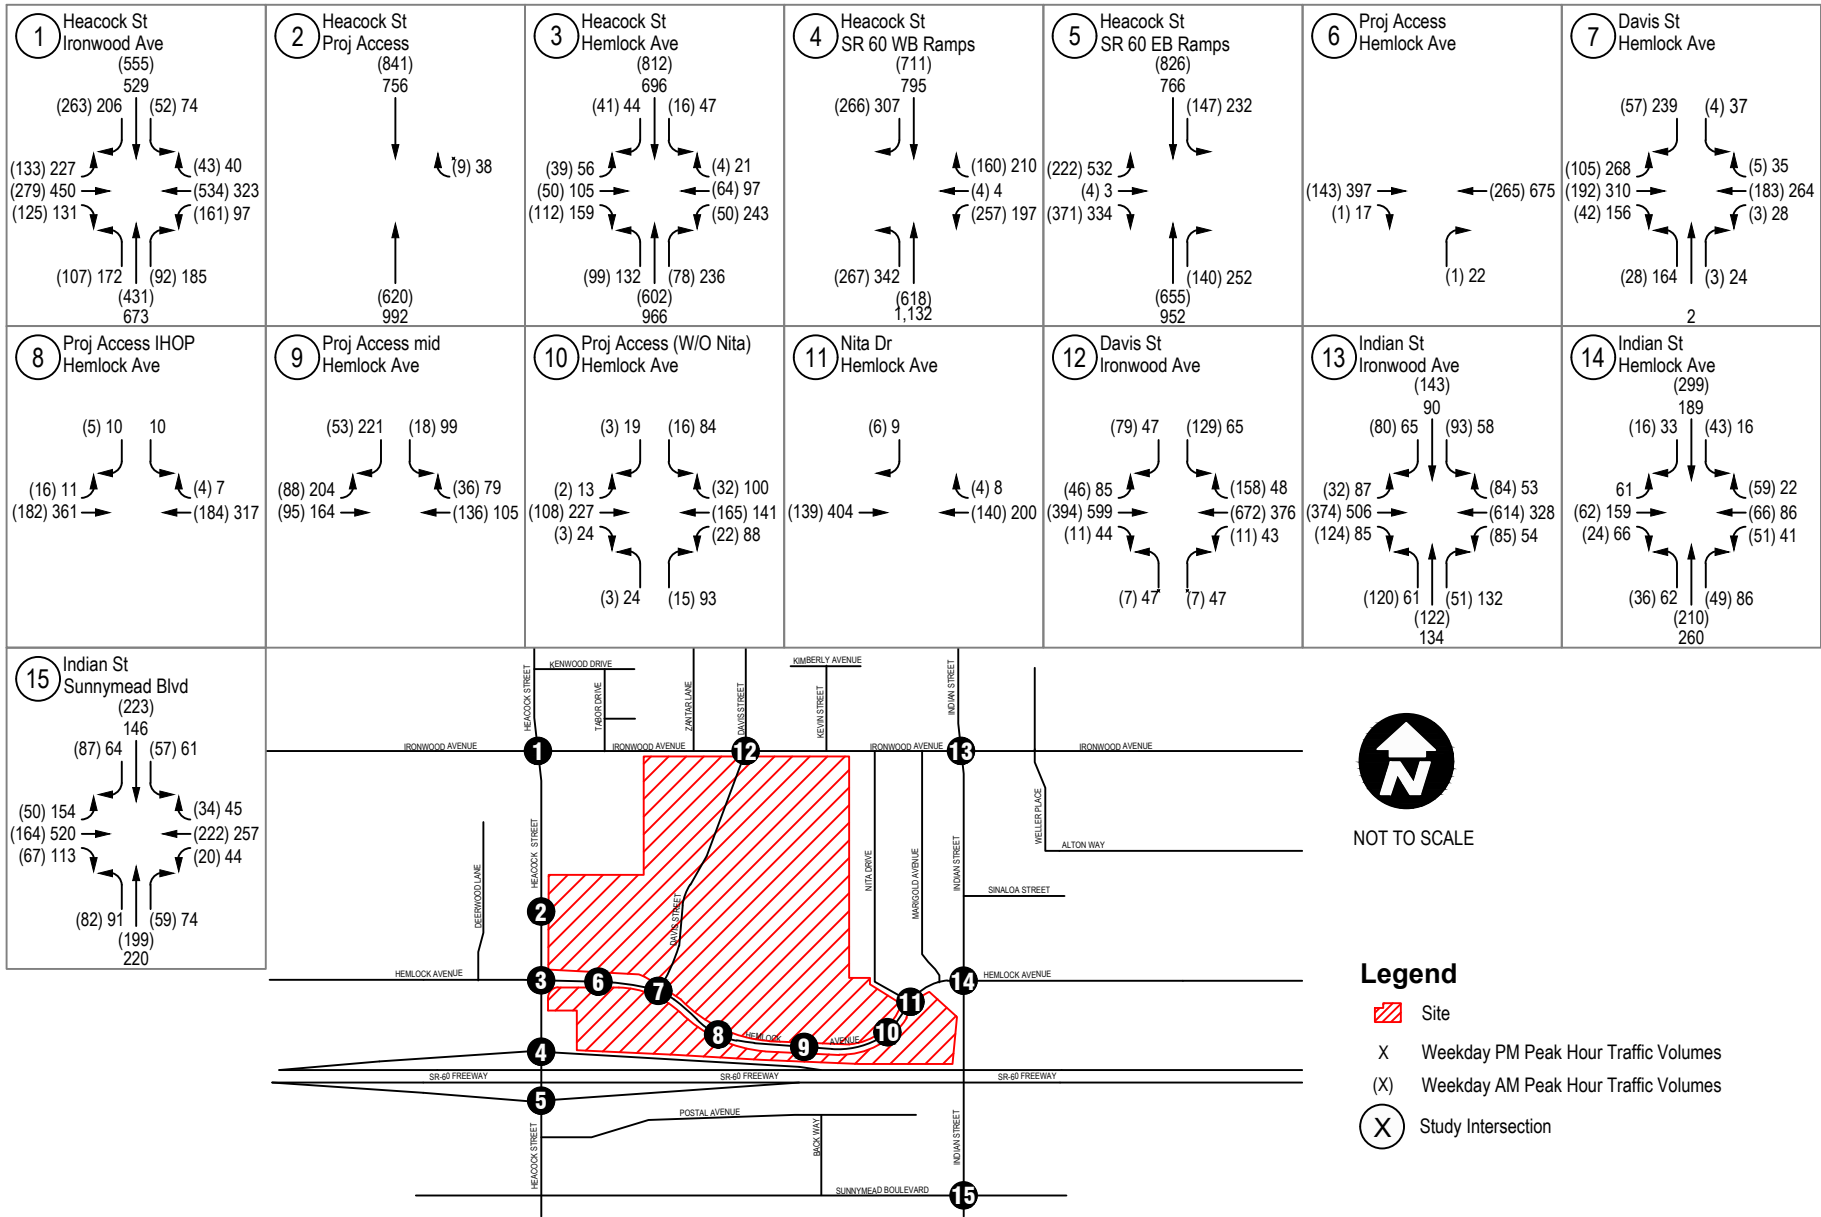 1
Heacock St
Ironwood Ave
(555)
529
(263) 206
(52) 74
(133) 227
(279) 450
(125) 131
(43) 40
(534) 323
(161) 97
(107) 172
(92) 185
(431)
673
2
Heacock St
Proj Access
(841)
756
(9) 38
(620)
992
3
Heacock St
Hemlock Ave
(812)
696
(41) 44
(16) 47
(39) 56
(50) 105
(112) 159
(4) 21
(64) 97
(50) 243
(99) 132
(78) 236
(602)
966
4
Heacock St
SR 60 WB Ramps
(711)
795
(266) 307
(160) 210
(4) 4
(257) 197
(267) 342
(618)
1,132
5
Heacock St
SR 60 EB Ramps
(826)
766
(147) 232
(222) 532
(4) 3
(371) 334
(140) 252
(655)
952
6
Proj Access
Hemlock Ave
(143) 397
(1) 17
(265) 675
(1) 22
7
Davis St
Hemlock Ave
(57) 239
(4) 37
(105) 268
(192) 310
(42) 156
(5) 35
(183) 264
(3) 28
(28) 164
(3) 24
2
8
Proj Access IHOP
Hemlock Ave
(5) 10
10
(16) 11
(182) 361
(4) 7
(184) 317
9
Proj Access mid
Hemlock Ave
(53) 221
(18) 99
(88) 204
(95) 164
(36) 79
(136) 105
10
Proj Access (W/O Nita)
Hemlock Ave
(3) 19
(16) 84
(2) 13
(108) 227
(3) 24
(32) 100
(165) 141
(22) 88
(3) 24
(15) 93
11
Nita Dr
Hemlock Ave
(6) 9
(139) 404
(4) 8
(140) 200
12
Davis St
Ironwood Ave
(79) 47
(129) 65
(46) 85
(394) 599
(11) 44
(158) 48
(672) 376
(11) 43
(7) 47
(7) 47
13
Indian St
Ironwood Ave
(143)
90
(80) 65
(93) 58
(32) 87
(374) 506
(124) 85
(84) 53
(614) 328
(85) 54
(120) 61
(51) 132
(122)
134
14
Indian St
Hemlock Ave
(299)
189
(16) 33
(43) 16
61
(62) 159
(24) 66
(59) 22
(66) 86
(51) 41
(36) 62
(49) 86
(210)
260
15
Indian St
Sunnymead Blvd
(223)
146
(87) 64
(57) 61
(50) 154
(164) 520
(67) 113
(34) 45
(222) 257
(20) 44
(82) 91
(59) 74
(199)
220
HEACOCK STREET
KENWOOD DRIVE
TABOR DRIVE
ZANTAR LANE
DAVIS STREET
KIMBERLY AVENUE
KEVIN STREET
INDIAN STREET
IRONWOOD AVENUE
1
IRONWOOD AVENUE
12
IRONWOOD AVENUE
13
IRONWOOD AVENUE
WELLER PLACE
ALTON WAY
DEERWOOD LANE
HEACOCK STREET
DAVIS STREET
NITA DRIVE
MARIGOLD AVENUE
INDIAN STREET
SINALOA STREET
2
HEMLOCK AVENUE
3
6
7
8
HEMLOCK
9
AVENUE
10
11
14
HEMLOCK AVENUE
4
SR-60 FREEWAY
SR-60 FREEWAY
SR-60 FREEWAY
5
POSTAL AVENUE
HEACOCK STREET
BACK WAY
INDIAN STREET
SUNNYMEAD BOULEVARD
15
N
NOT TO SCALE
Legend
Site
X Weekday PM Peak Hour Traffic Volumes
(X) Weekday AM Peak Hour Traffic Volumes
X Study Intersection